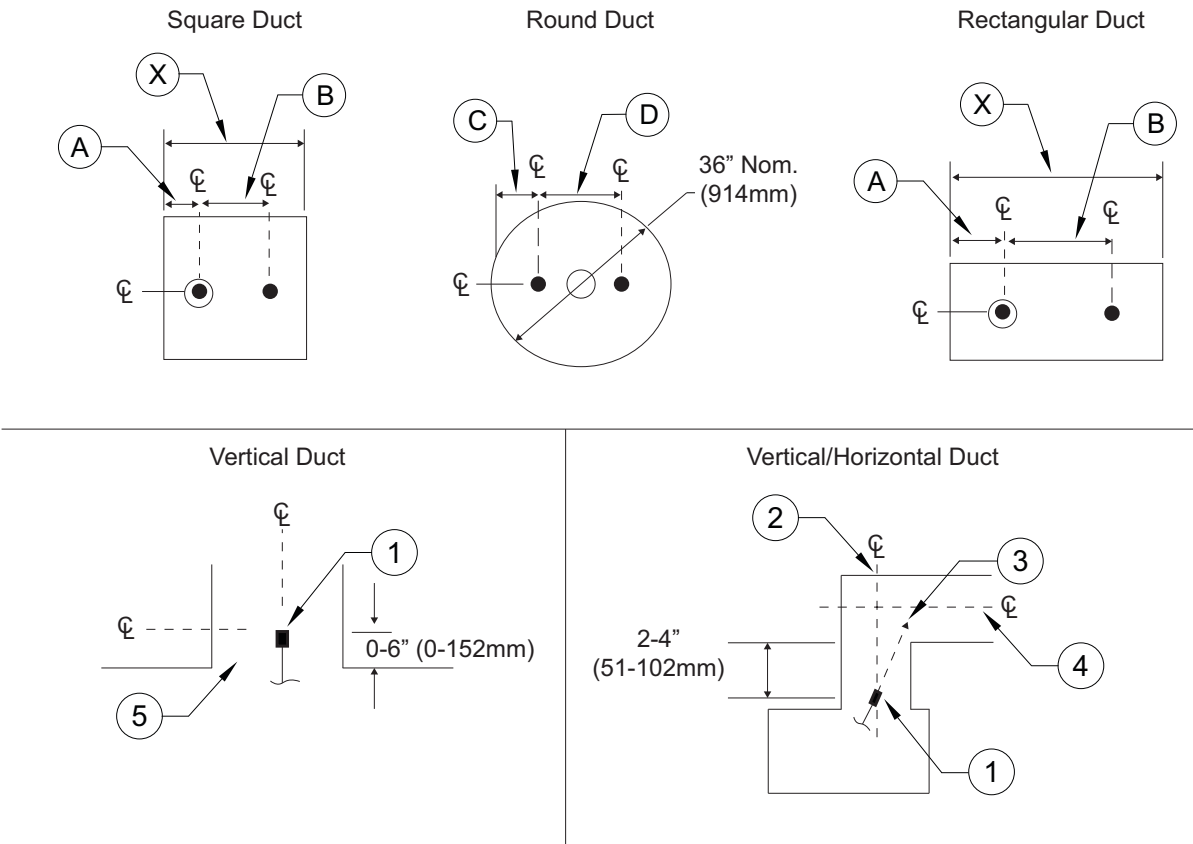 Square Duct
Round Duct
Rectangular Duct
X
B
A
℄
℄
℄
C
D
℄
℄
36” Nom.
(914mm)
℄
X
B
A
℄
℄
℄
Vertical Duct
℄
1
℄
0-6” (0-152mm)
5
Vertical/Horizontal Duct
2
℄
3
℄
2-4”
(51-102mm)
4
1